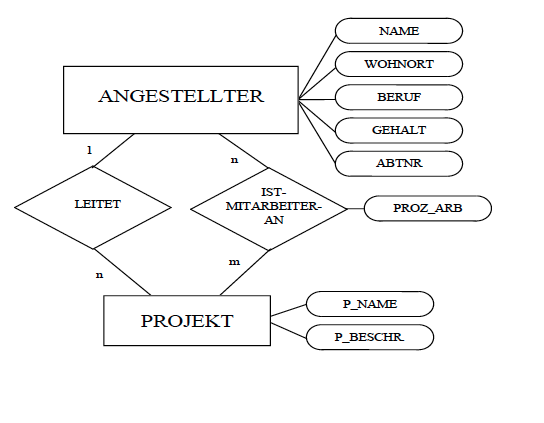 NAME
WOHNORT
ANGESTELLTER
BERUF
GEHALT
ABTNR
1
n
LEITET
IST-
MITARBEITER-
AN
PROZ_ARB
n
m
P_NAME
PROJEKT
P_BESCHR.